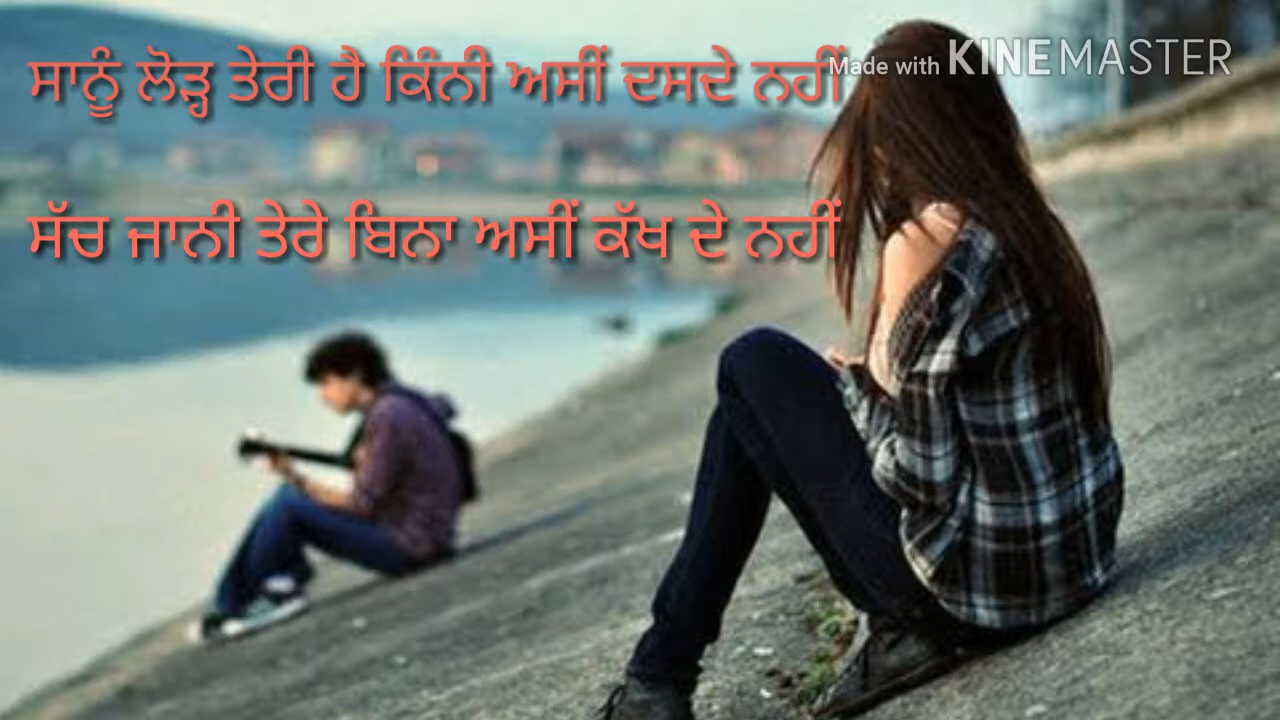 ਸਾਨੂੰ ਲੋੜ੍ਹ ਤੇਰੀ ਹੈ ਕਿੰਨੀ ਅਸੀਂ ਦਸਦੇ ਨਹੀਂ
Made with KINEMASTER
ਸੱਚ ਜਾਨੀ ਤੇਰੇ ਬਿਨਾ ਅਸੀਂ ਕੱਖ ਦੇ ਨਹੀਂ